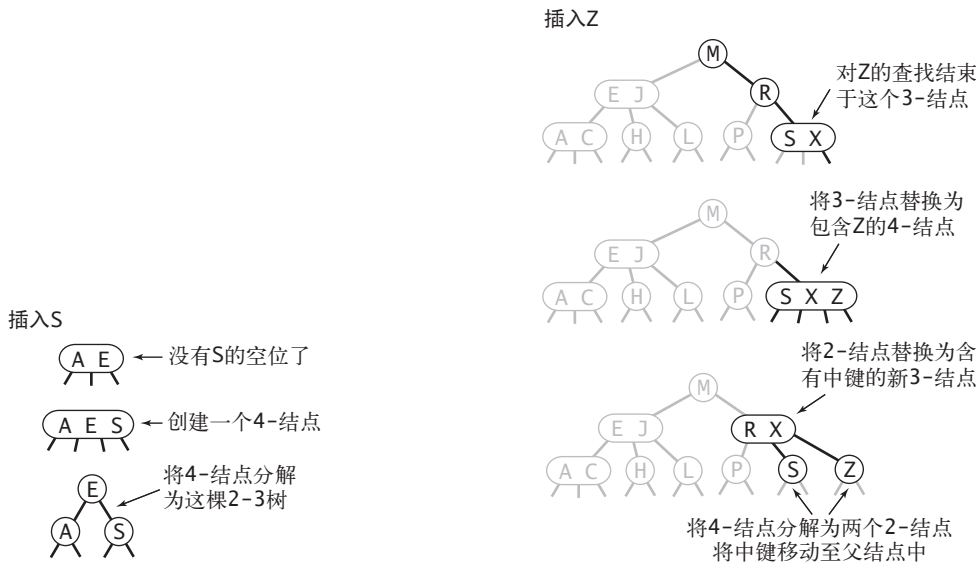 插入S
A E
没有S的空位了
A E S
创建一个4-结点
E
将4-结点分解
为这棵2-3树
A S
插入Z
M
E J R
A C H L P S X
对Z的查找结束
于这个3-结点
M
E J R
A C H L P S X Z
将3-结点替换为
包含Z的4-结点
M
E J R X
A C H L P S Z
将2-结点替换为含
有中键的新3-结点
将4-结点分解为两个2-结点
将中键移动至父结点中